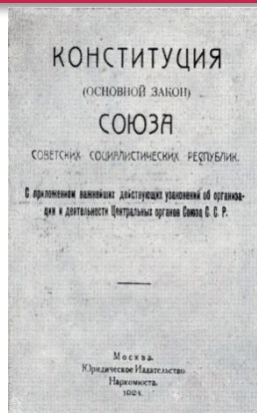 КОНСТИТУЦИЯ
(ОСНОВНОЙ ЗАКОН)
СОЮЗА
СОВЕТСКИХ СОЦИАЛИСТИЧЕСКИХ РЕСПУБЛИК.
С приложением важнейших действующих узаконений об организа-
ции и деятельности Центральных органов Союза С. С. Р.
Москва.
Юридическое Издательство
Наркомюста.
1924.